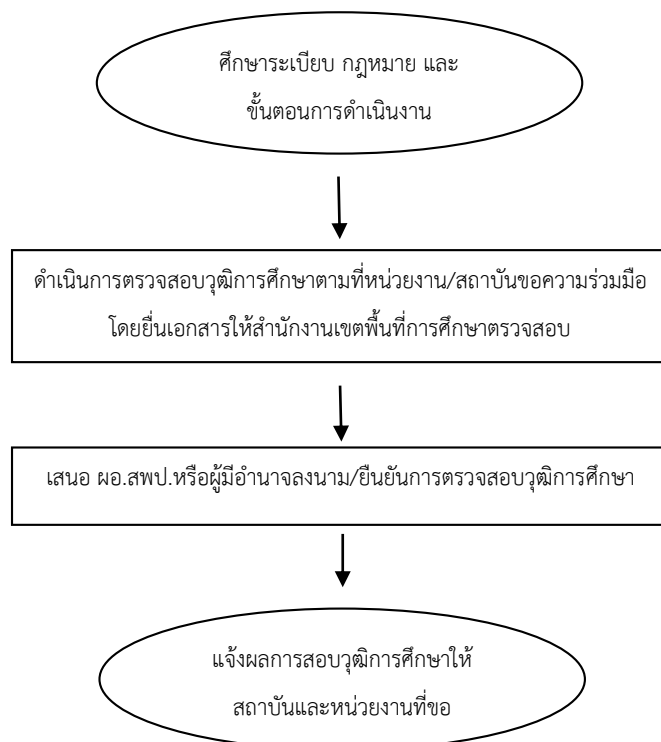 ศึกษาระเบียบ กฎหมาย และ
ขั้นตอนการดำเนินงาน
ดำเนินการตรวจสอบวุฒิการศึกษาตามที่หน่วยงาน/สถาบันขอความร่วมมือ
โดยยื่นเอกสารให้สำนักงานเขตพื้นที่การศึกษาตรวจสอบ
เสนอ ผอ.สพป.หรือผู้มีอำนาจลงนาม/ยืนยันการตรวจสอบวุฒิการศึกษา
แจ้งผลการสอบวุฒิการศึกษาให้
สถาบันและหน่วยงานที่ขอ